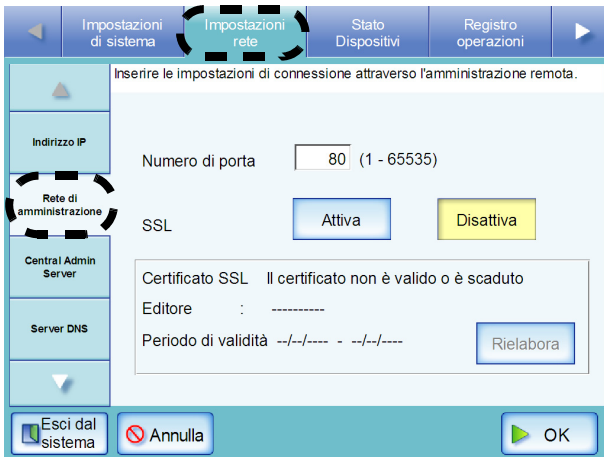 Impostazioni
di sistema
Impostazioni
rete
Stato
Dispositivi
Registro
operazioni
Inserire le impostazioni di connessione attraverso l'amministrazione remota.
Indirizzo IP
Rete di
amministrazione
Central Admin
Server
Server DNS
Numero di porta 80 (1 - 65535)
SSL Attiva Disattiva
Certificato SSL Il certificato non è valido o è scaduto
Editore : ----------
Periodo di validità --/--/---- - --/--/----
Rielabora
Esci dal
sistema
Annulla
OK